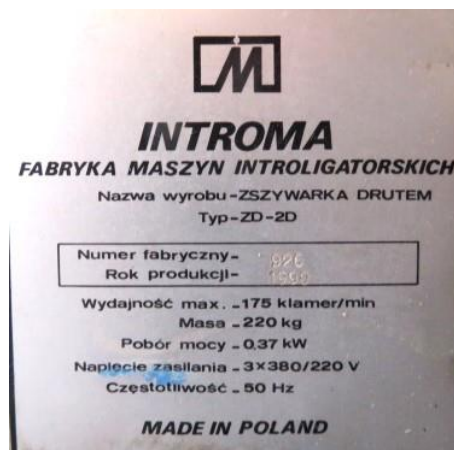 M
INTROMA
FABRYKA MASZYN INTROLIGATORSKICH
Nazwa wyrobu-ZSZYWARKA DRUTEM
Typ-ZD-2D
Numer fabryczny- 926
Rok produkcji- 1990
Wydajność max. -175 klamer/min
Masa -220 kg
Pobór mocy -0,37 kW
Napięcie zasilania -3×380/220 V
Częstotliwość -50 Hz
MADE IN POLAND